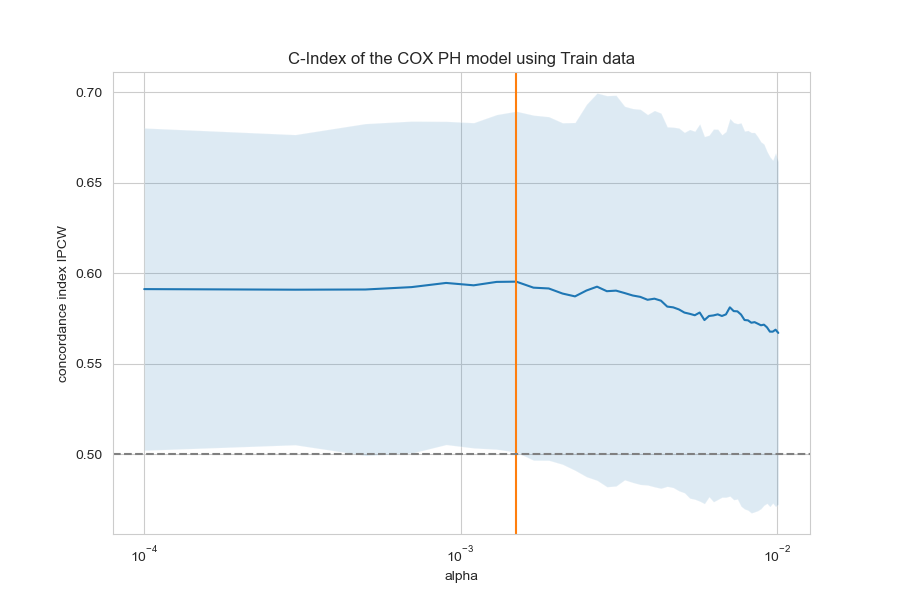 C-Index of the COX PH model using Train data
concordance index IPCW
0.70
0.65
0.60
0.55
0.50
10⁻⁴
10⁻³
10⁻²
alpha